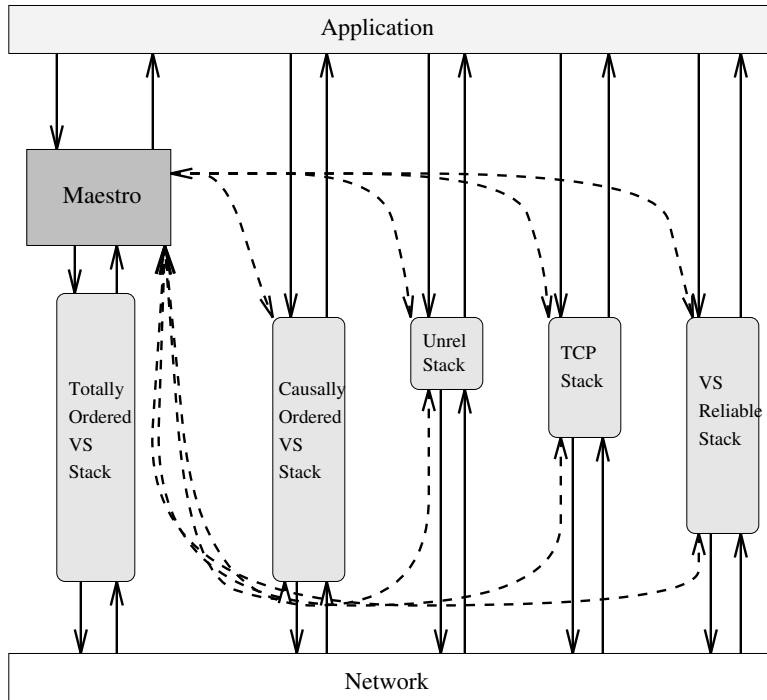 Application
Maestro
Totally
Ordered
VS
Stack
Causally
Ordered
VS
Stack
Unrel
Stack
TCP
Stack
VS
Reliable
Stack
Network